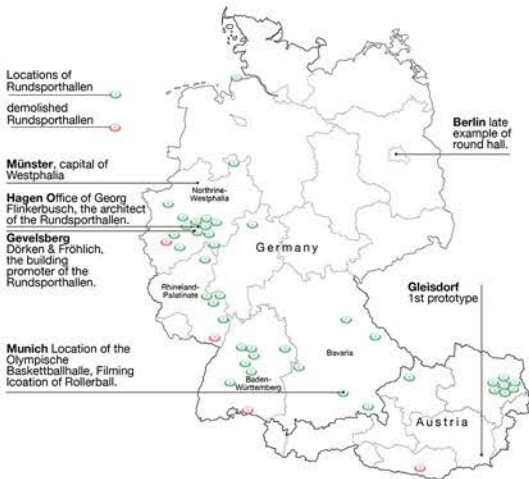 Locations of
Rundsporthallen
demolished
Rundsporthallen
Berlin late
example of
round hall.
Münster, capital of
Westphalia
Northrine-
Westphalia
Hagen Office of Georg
Flinkerbusch, the architect
of the Rundsporthallen.
Gevelsberg
Dörken & Fröhlich,
the building
promoter of the
Rundsporthallen.
Germany
Gleisdorf
1st prototype
Rhineland-
Palatinate
Munich Location of the
Olympische
Baskettballhalle, Filming
lcoation of Rollerball.
Bavaria
Baden-
Württemberg
Austria